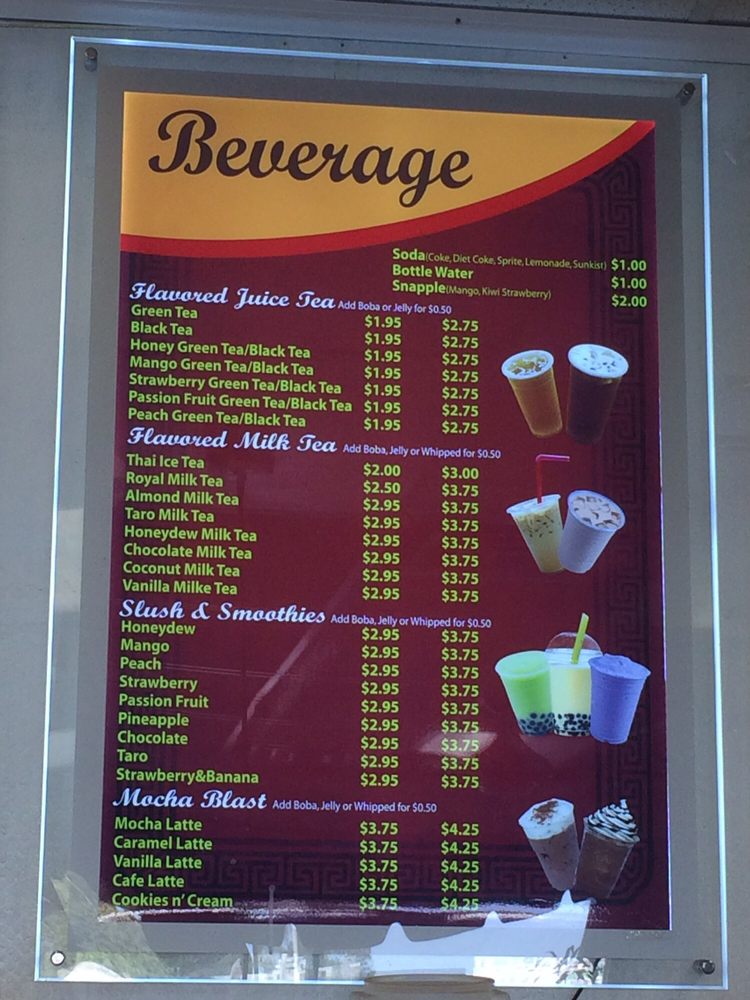 Beverage
Soda(Coke, Diet Coke, Sprite, Lemonade, Sunkist) $1.00
Bottle Water $1.00
Snapple(Mango, Kiwi Strawberry) $2.00
Flavored Juice Tea Add Boba or Jelly for $0.50
Green Tea $1.95 $2.75
Black Tea $1.95 $2.75
Honey Green Tea/Black Tea $1.95 $2.75
Mango Green Tea/Black Tea $1.95 $2.75
Strawberry Green Tea/Black Tea $1.95 $2.75
Passion Fruit Green Tea/Black Tea $1.95 $2.75
Peach Green Tea/Black Tea $1.95 $2.75
Flavored Milk Tea Add Boba, Jelly or Whipped for $0.50
Thai Ice Tea $2.00 $3.00
Royal Milk Tea $2.50 $3.75
Almond Milk Tea $2.95 $3.75
Taro Milk Tea $2.95 $3.75
Honeydew Milk Tea $2.95 $3.75
Chocolate Milk Tea $2.95 $3.75
Coconut Milk Tea $2.95 $3.75
Vanilla Milke Tea $2.95 $3.75
Slush & Smoothies Add Boba, Jelly or Whipped for $0.50
Honeydew $2.95 $3.75
Mango $2.95 $3.75
Peach $2.95 $3.75
Strawberry $2.95 $3.75
Passion Fruit $2.95 $3.75
Pineapple $2.95 $3.75
Chocolate $2.95 $3.75
Taro $2.95 $3.75
Strawberry&Banana $2.95 $3.75
Mocha Blast Add Boba, Jelly or Whipped for $0.50
Mocha Latte $3.75 $4.25
Caramel Latte $3.75 $4.25
Vanilla Latte $3.75 $4.25
Cafe Latte $3.75 $4.25
Cookies n' Cream $3.75 $4.25